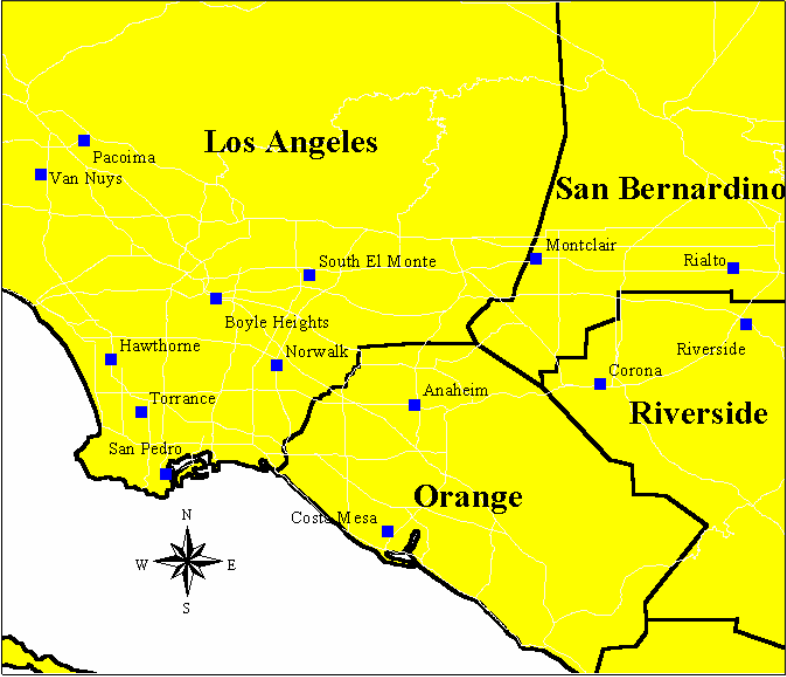 Los Angeles
Pacoima
Van Nuys
San Bernardino
Montclair
South El Monte
Rialto
Boyle Heights
Hawthorne
Norwalk
Riverside
Corona
Anaheim
Torrance
Riverside
San Pedro
Orange
Costa Mesa
N
W
E
S